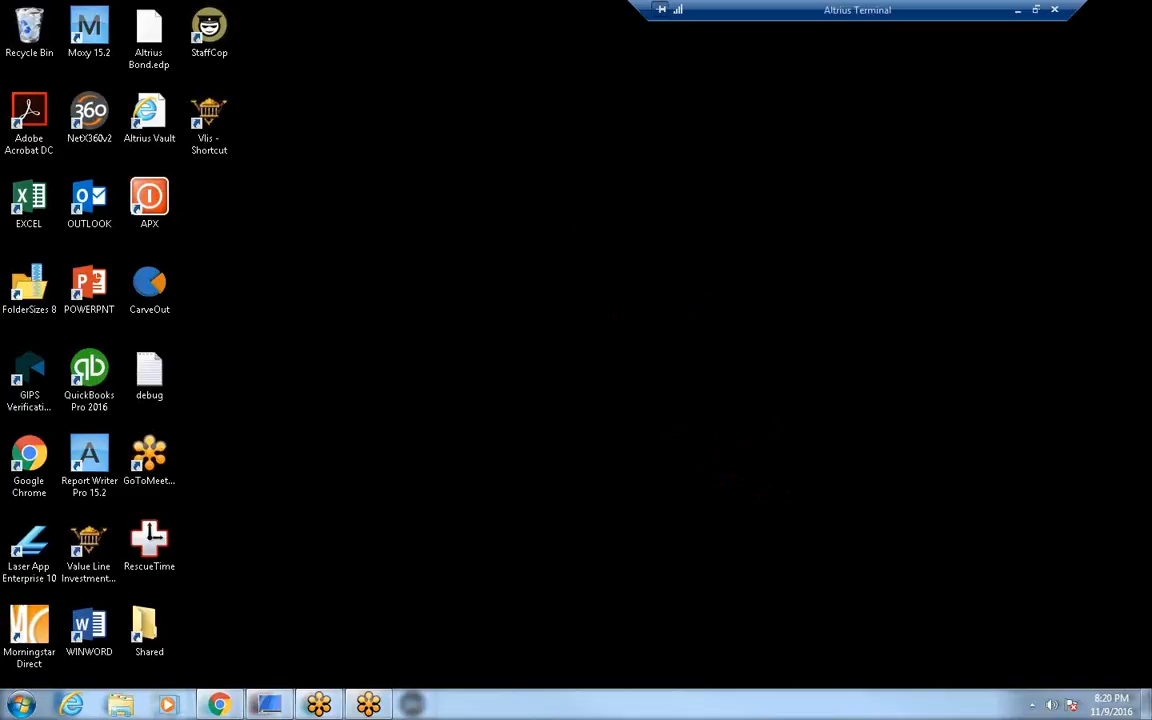 Altrius Terminal
Recycle Bin
Moxy 15.2
Altrius
Bond.edp
StaffCop
Adobe
Acrobat DC
360
NetX360v2
Altrius Vault
Vlis -
Shortcut
EXCEL
OUTLOOK
APX
FolderSizes 8
POWERPNT
CarveOut
GIPS
Verificati...
qb
QuickBooks
Pro 2016
debug
Google
Chrome
Report Writer
Pro 15.2
GoToMeet...
Laser App
Enterprise 10
Value Line
Investment...
RescueTime
Morningstar
Direct
WINWORD
Shared
8:20 PM
11/9/2016